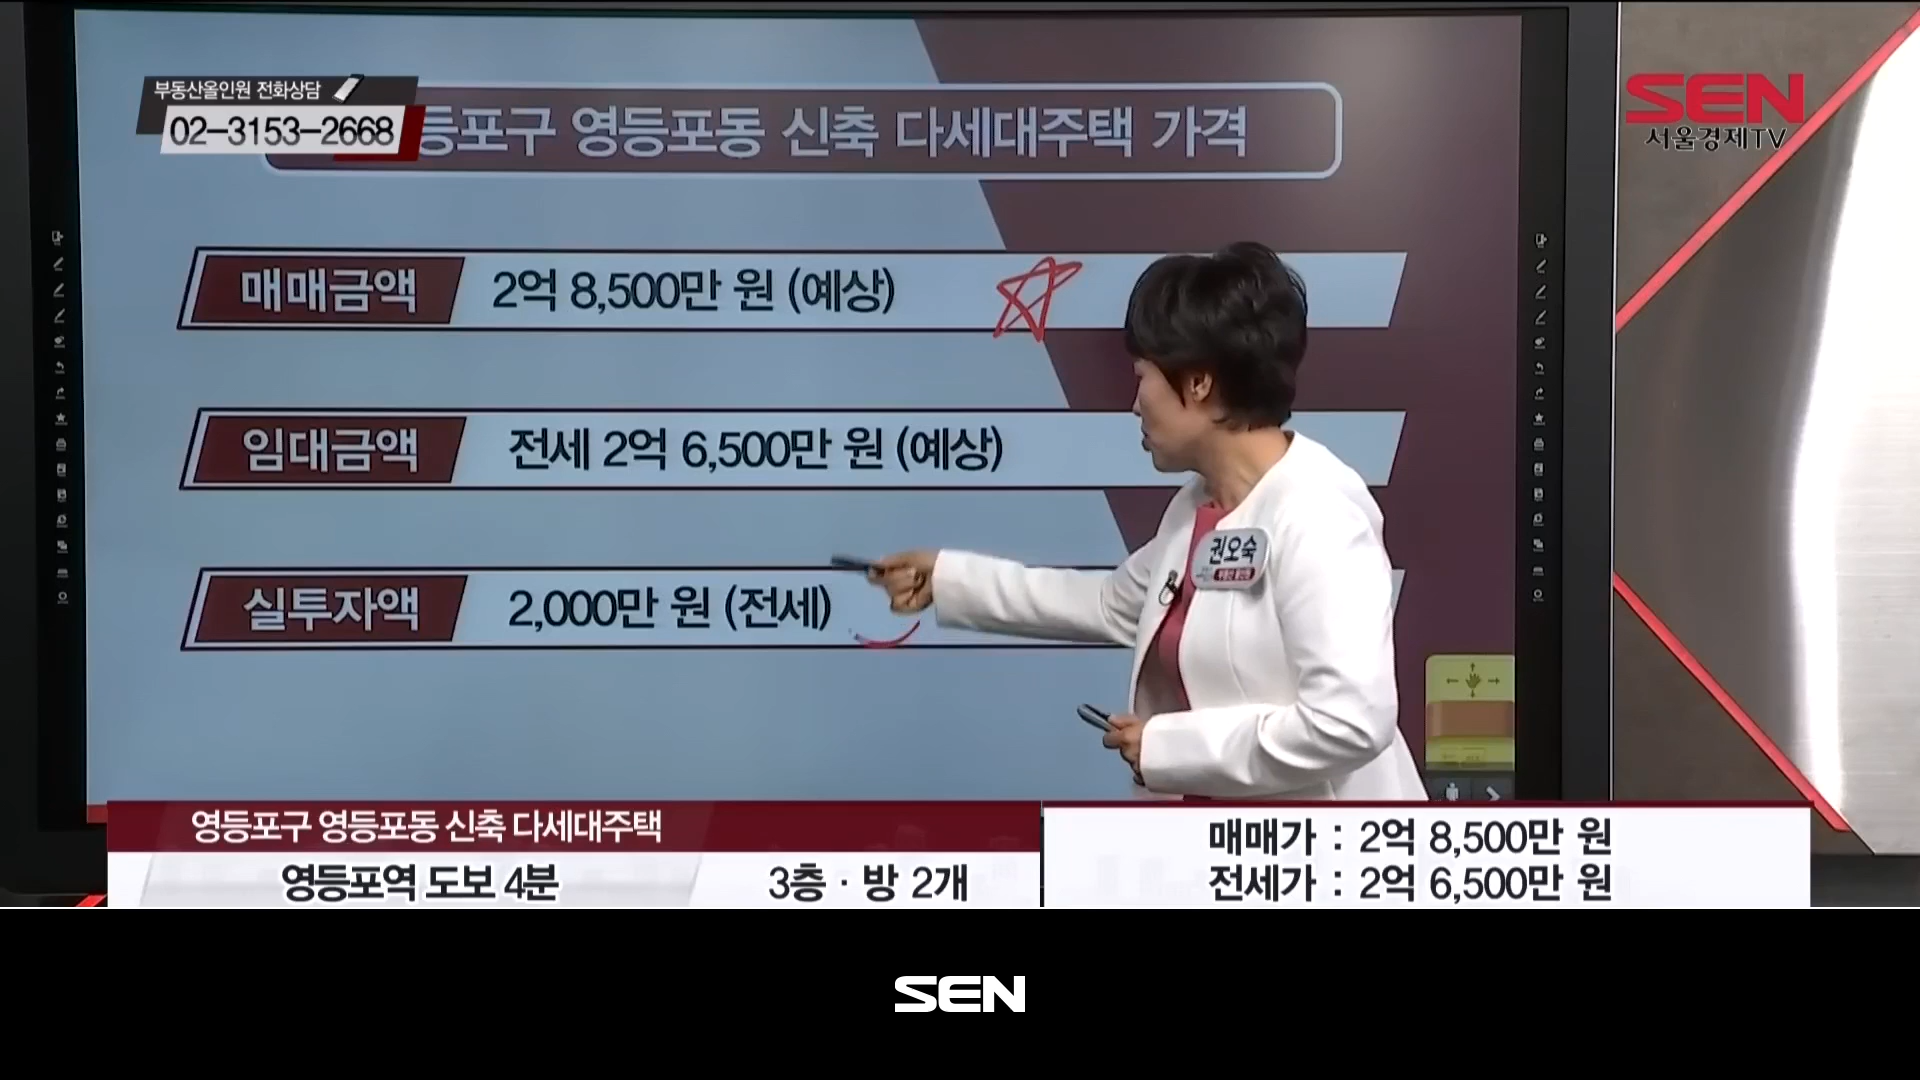 부동산올인원 전화상담
02-3153-2668
등포구 영등포동 신축 다세대주택 가격
SEN
서울경제TV
매매금액 2억 8,500만 원 (예상)
임대금액 전세 2억 6,500만 원 (예상)
실투자액 2,000만 원 (전세)
권오숙
영등포구 영등포동 신축 다세대주택
영등포역 도보 4분 3층 · 방 2개
매매가 : 2억 8,500만 원
전세가 : 2억 6,500만 원
SEN